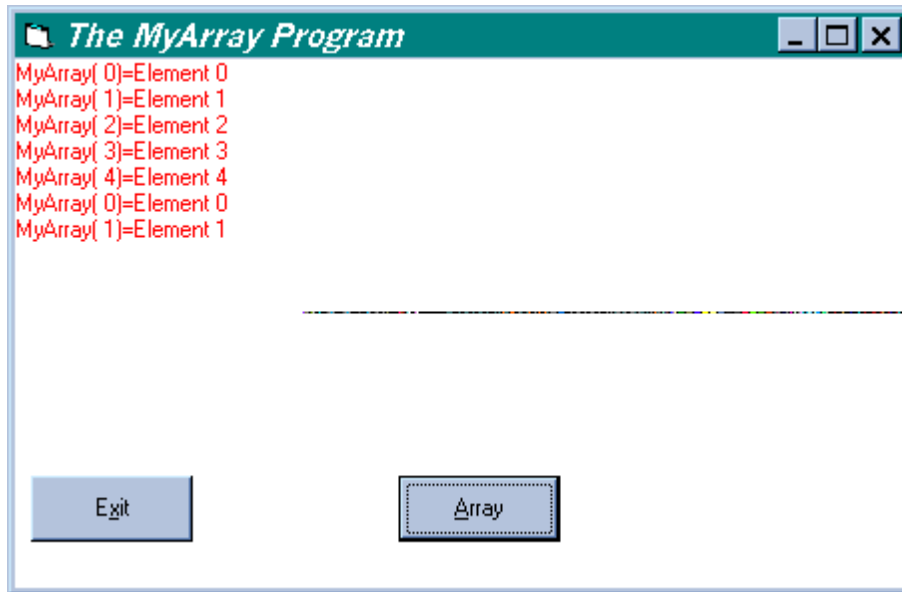 The MyArray Program
MyArray( 0)=Element 0
MyArray( 1)=Element 1
MyArray( 2)=Element 2
MyArray( 3)=Element 3
MyArray( 4)=Element 4
MyArray( 0)=Element 0
MyArray( 1)=Element 1
Exit
Array